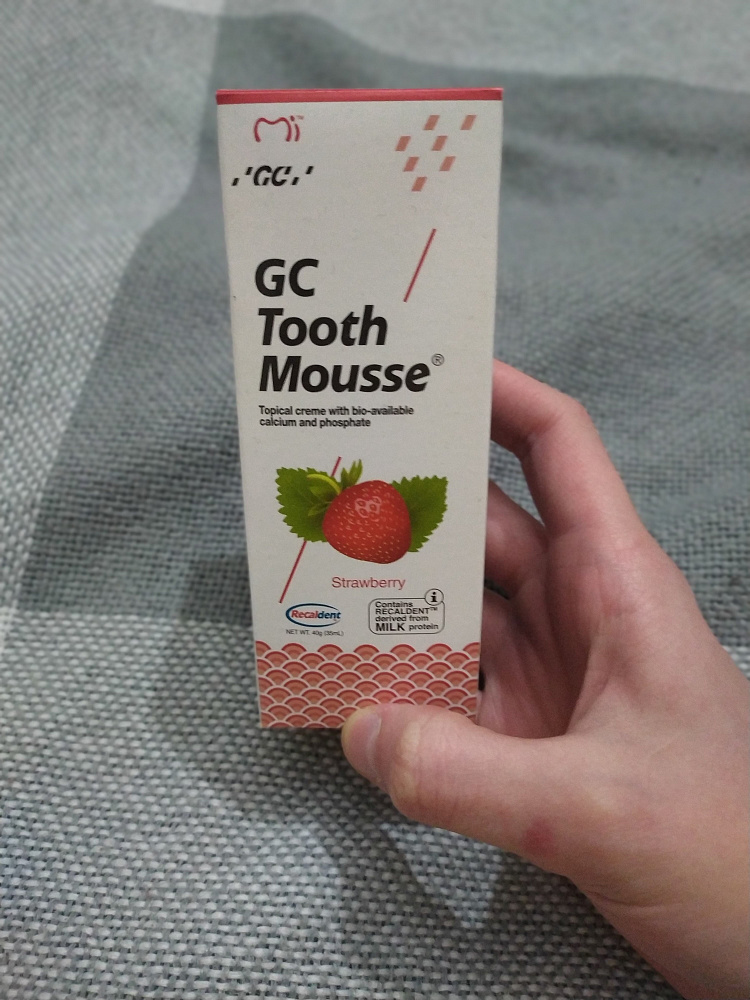 Mi™
GC
GC
Tooth
Mousse®
Topical creme with bio-available
calcium and phosphate
Strawberry
Recaldent
NET WT. 40g (35mL)
i
Contains
RECALDENT™
derived from
MILK protein